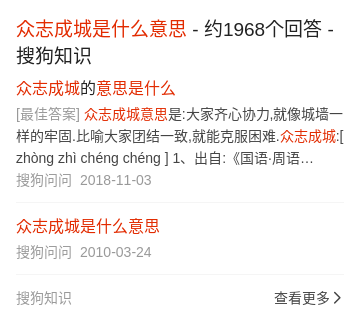 众志成城是什么意思 - 约1968个回答 -
搜狗知识
众志成城的意思是什么
[最佳答案] 众志成城意思是:大家齐心协力,就像城墙一
样的牢固.比喻大家团结一致,就能克服困难.众志成城:[
zhòng zhì chéng chéng ] 1、出自:《国语·周语…
搜狗问问 2018-11-03
众志成城是什么意思
搜狗问问 2010-03-24
搜狗知识 查看更多 >